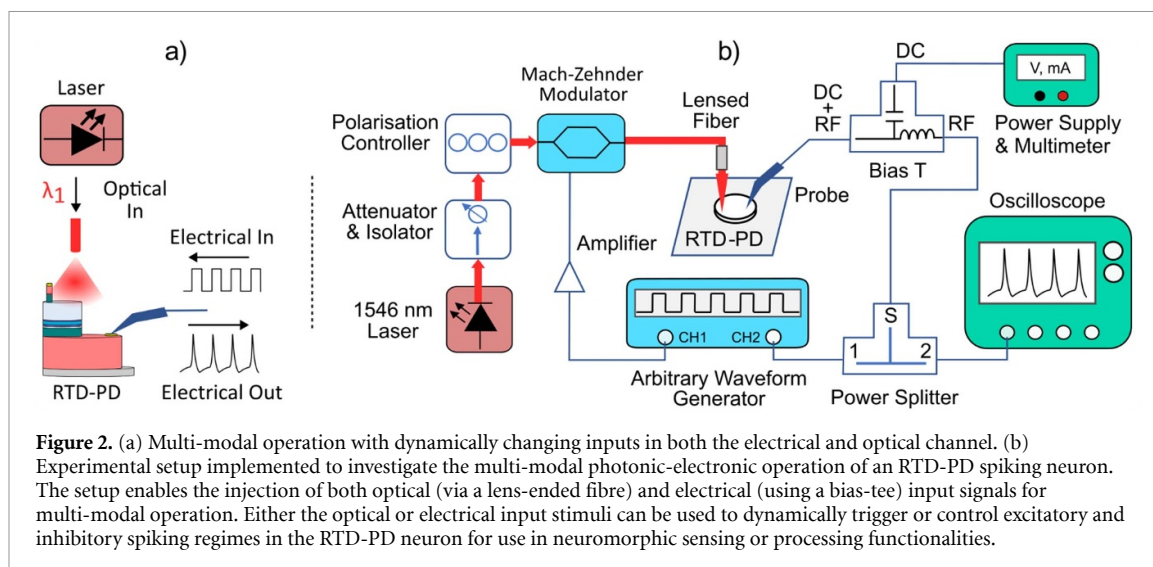 a)
Laser
λ1
Optical
In
Electrical In
RTD-PD
Electrical Out
b)
Mach-Zehnder
Modulator
Polarisation
Controller
Attenuator
& Isolator
1546 nm
Laser
Amplifier
Lensed
Fiber
RTD-PD
Probe
DC
+
RF
DC
RF
Bias T
V, mA
Power Supply
& Multimeter
Oscilloscope
CH1 CH2
Arbitrary Waveform
Generator
S
1 2
Power Splitter
Figure 2. (a) Multi-modal operation with dynamically changing inputs in both the electrical and optical channel. (b)
Experimental setup implemented to investigate the multi-modal photonic-electronic operation of an RTD-PD spiking neuron.
The setup enables the injection of both optical (via a lens-ended fibre) and electrical (using a bias-tee) input signals for
multi-modal operation. Either the optical or electrical input stimuli can be used to dynamically trigger or control excitatory and
inhibitory spiking regimes in the RTD-PD neuron for use in neuromorphic sensing or processing functionalities.